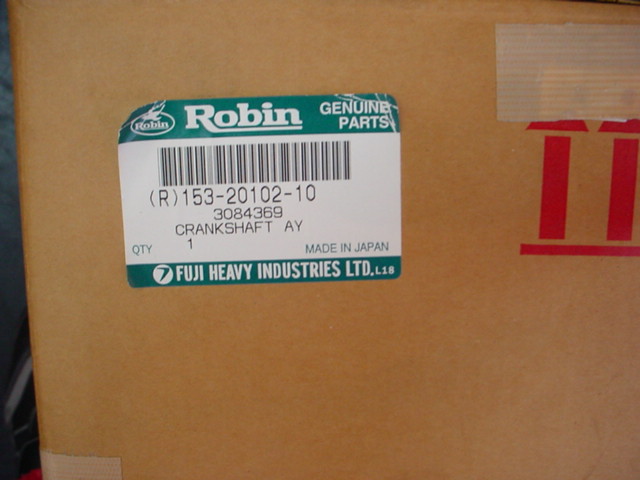 Robin
Robin GENUINE PARTS
(R)153-20102-10
3084369
CRANKSHAFT AY
QTY 1 MADE IN JAPAN
FUJI HEAVY INDUSTRIES LTD. L18